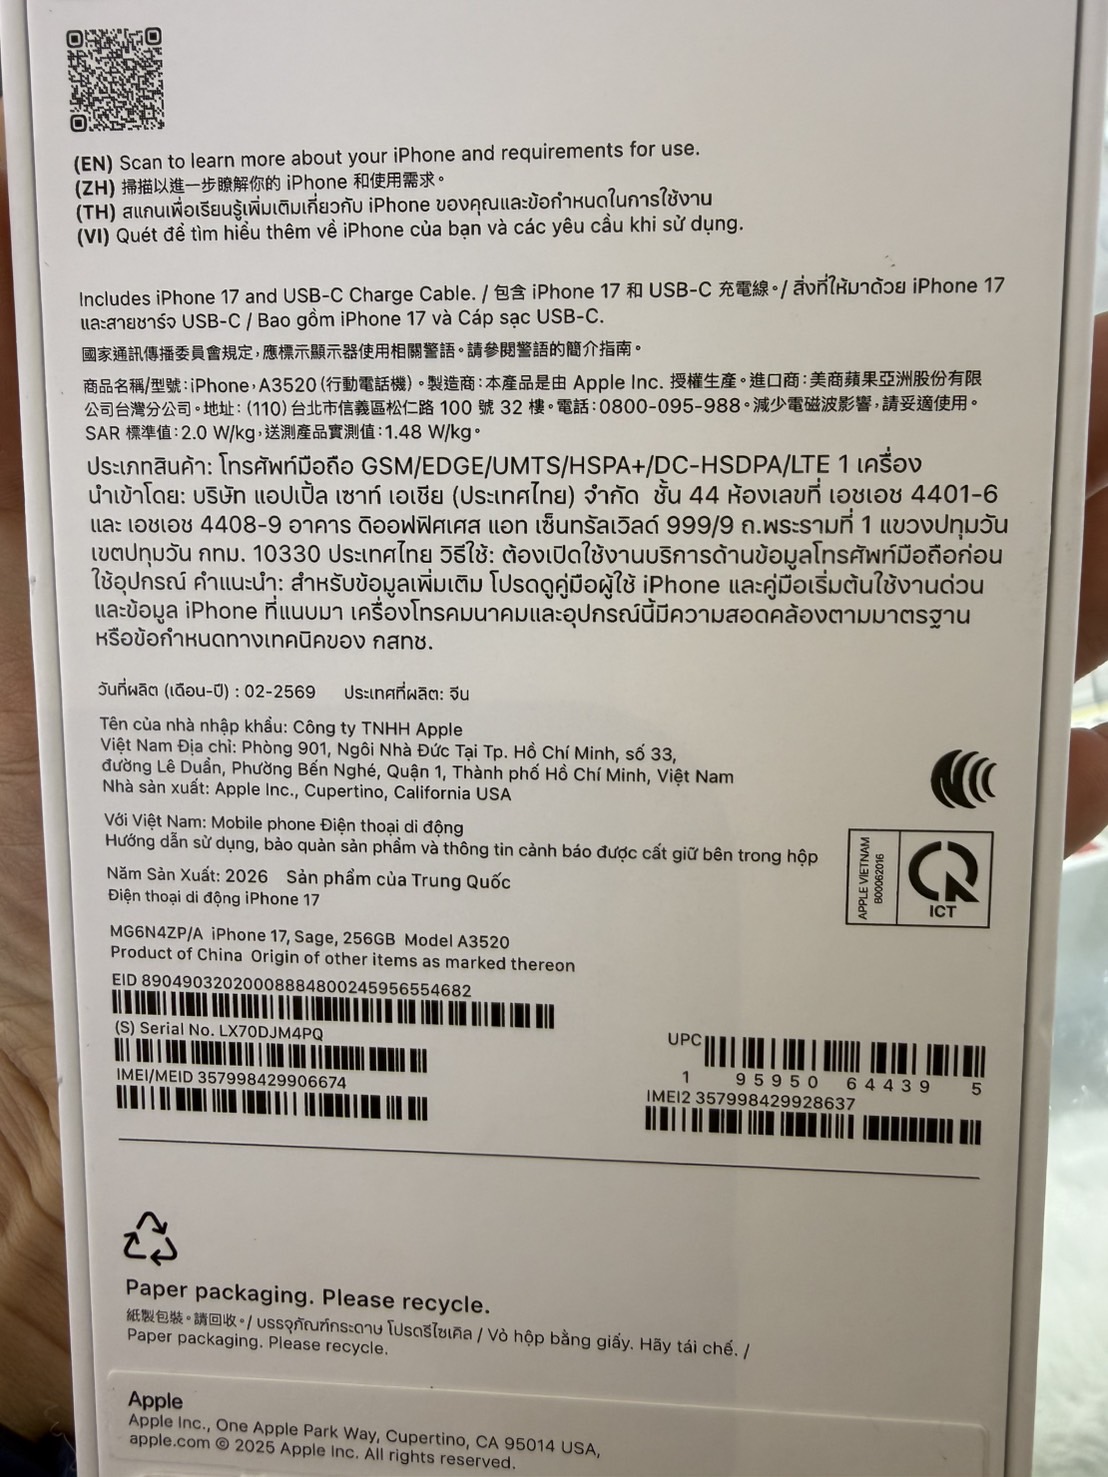 (EN) Scan to learn more about your iPhone and requirements for use.
(ZH) 掃描以進一步瞭解你的 iPhone 和使用需求。
(TH) สแกนเพื่อเรียนรู้เพิ่มเติมเกี่ยวกับ iPhone ของคุณและข้อกำหนดในการใช้งาน
(VI) Quét để tìm hiểu thêm về iPhone của bạn và các yêu cầu khi sử dụng.
Includes iPhone 17 and USB-C Charge Cable. / 包含 iPhone 17 和 USB-C 充電線。/ สิ่งที่ให้มาด้วย iPhone 17
และสายชาร์จ USB-C / Bao gồm iPhone 17 và Cáp sạc USB-C.
國家通訊傳播委員會規定，應標示顯示器使用相關警語。請參閱警語的簡介指南。
商品名稱/型號：iPhone，A3520（行動電話機）。製造商：本產品是由 Apple Inc. 授權生產。進口商：美商蘋果亞洲股份有限
公司台灣分公司。地址：(110) 台北市信義區松仁路 100 號 32 樓。電話：0800-095-988。減少電磁波影響，請妥適使用。
SAR 標準值：2.0 W/kg，送測產品實測值：1.48 W/kg。
ประเภทสินค้า: โทรศัพท์มือถือ GSM/EDGE/UMTS/HSPA+/DC-HSDPA/LTE 1 เครื่อง
นำเข้าโดย: บริษัท แอปเปิ้ล เซาท์ เอเชีย (ประเทศไทย) จำกัด ชั้น 44 ห้องเลขที่ เอชเอช 4401-6
และ เอชเอช 4408-9 อาคาร ดิออฟฟิศเศส แอท เซ็นทรัลเวิลด์ 999/9 ถ.พระรามที่ 1 แขวงปทุมวัน
เขตปทุมวัน กทม. 10330 ประเทศไทย วิธีใช้: ต้องเปิดใช้งานบริการด้านข้อมูลโทรศัพท์มือถือก่อน
ใช้อุปกรณ์ คำแนะนำ: สำหรับข้อมูลเพิ่มเติม โปรดดูคู่มือผู้ใช้ iPhone และคู่มือเริ่มต้นใช้งานด่วน
และข้อมูล iPhone ที่แนบมา เครื่องโทรคมนาคมและอุปกรณ์นี้มีความสอดคล้องตามมาตรฐาน
หรือข้อกำหนดทางเทคนิคของ กสทช.
วันที่ผลิต (เดือน-ปี) : 02-2569 ประเทศที่ผลิต: จีน
Tên của nhà nhập khẩu: Công ty TNHH Apple
Việt Nam Địa chỉ: Phòng 901, Ngôi Nhà Đức Tại Tp. Hồ Chí Minh, số 33,
đường Lê Duẩn, Phường Bến Nghé, Quận 1, Thành phố Hồ Chí Minh, Việt Nam
Nhà sản xuất: Apple Inc., Cupertino, California USA
Với Việt Nam: Mobile phone Điện thoại di động
Hướng dẫn sử dụng, bảo quản sản phẩm và thông tin cảnh báo được cất giữ bên trong hộp
Năm Sản Xuất: 2026 Sản phẩm của Trung Quốc
Điện thoại di động iPhone 17
APPLE VIETNAM
B00062016
ICT
MG6N4ZP/A iPhone 17, Sage, 256GB Model A3520
Product of China Origin of other items as marked thereon
EID 89049032020008884800245956554682
(S) Serial No. LX70DJM4PQ
IMEI/MEID 357998429906674
UPC
1 95950 64439 5
IMEI2 357998429928637
Paper packaging. Please recycle.
紙製包裝。請回收。/ บรรจุภัณฑ์กระดาษ โปรดรีไซเคิล / Vỏ hộp bằng giấy. Hãy tái chế. /
Paper packaging. Please recycle.
Apple
Apple Inc., One Apple Park Way, Cupertino, CA 95014 USA,
apple.com © 2025 Apple Inc. All rights reserved.